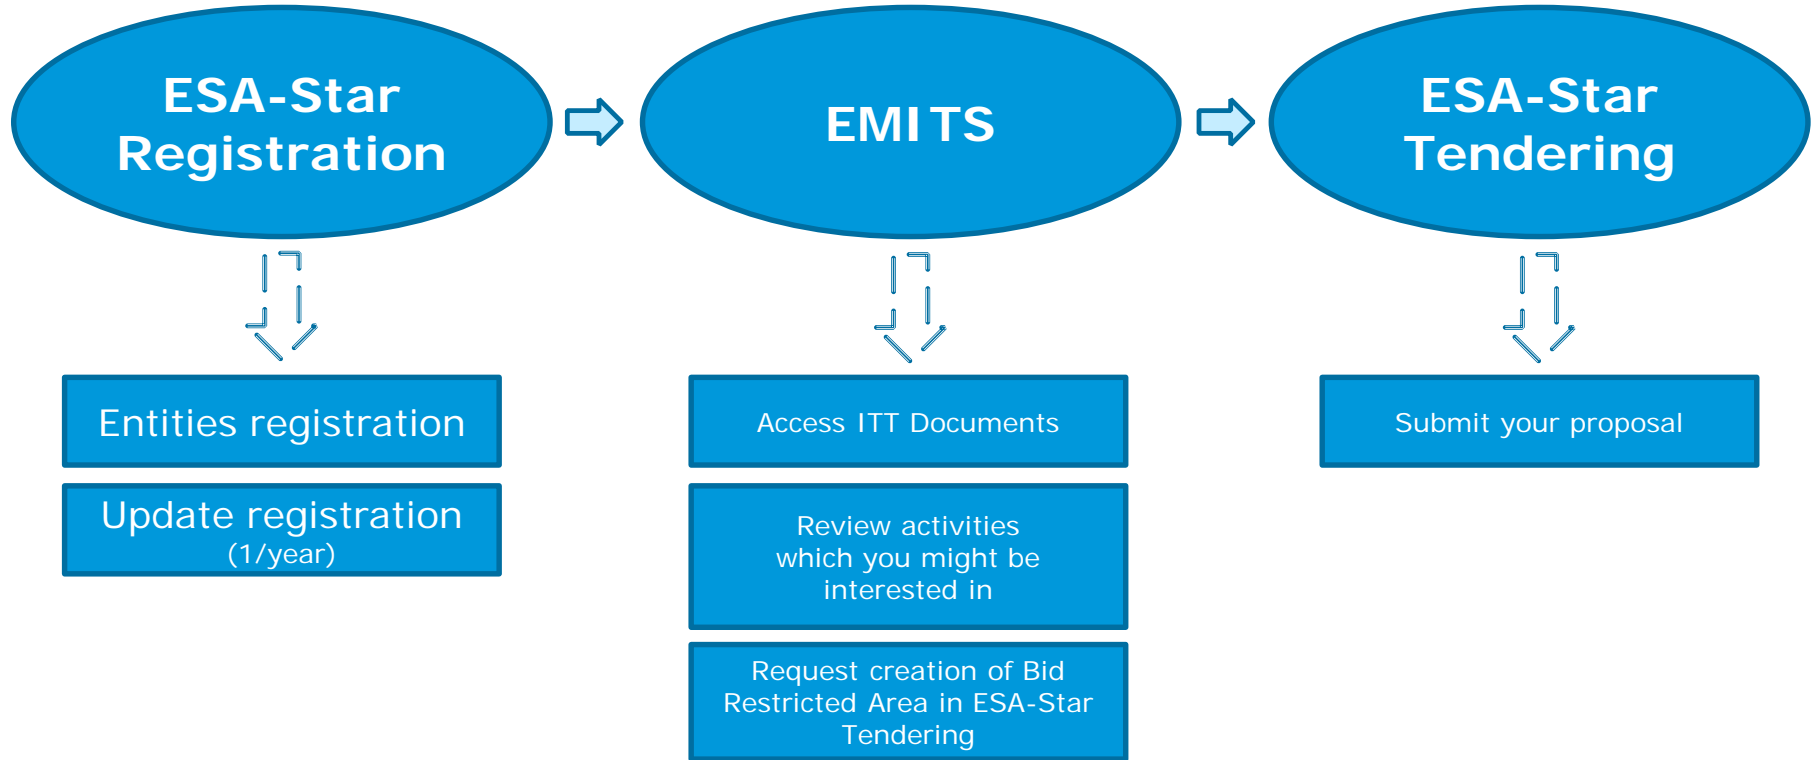 ESA-Star
Registration
EMITS
ESA-Star
Tendering
Entities registration
Update registration
(1/year)
Access ITT Documents
Review activities
which you might be
interested in
Request creation of Bid
Restricted Area in ESA-Star
Tendering
Submit your proposal